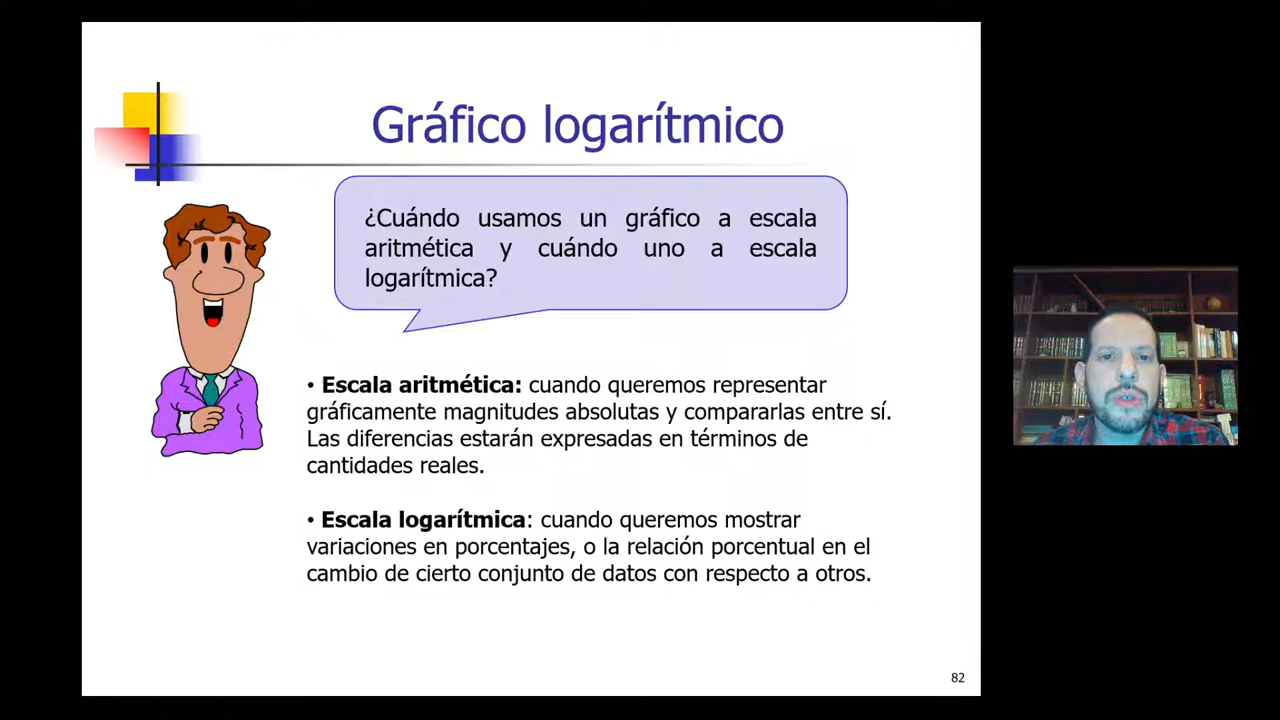 Gráfico logarítmico
¿Cuándo usamos un gráfico a escala
aritmética y cuándo uno a escala
logarítmica?
• Escala aritmética: cuando queremos representar
gráficamente magnitudes absolutas y compararlas entre sí.
Las diferencias estarán expresadas en términos de
cantidades reales.
• Escala logarítmica: cuando queremos mostrar
variaciones en porcentajes, o la relación porcentual en el
cambio de cierto conjunto de datos con respecto a otros.
82